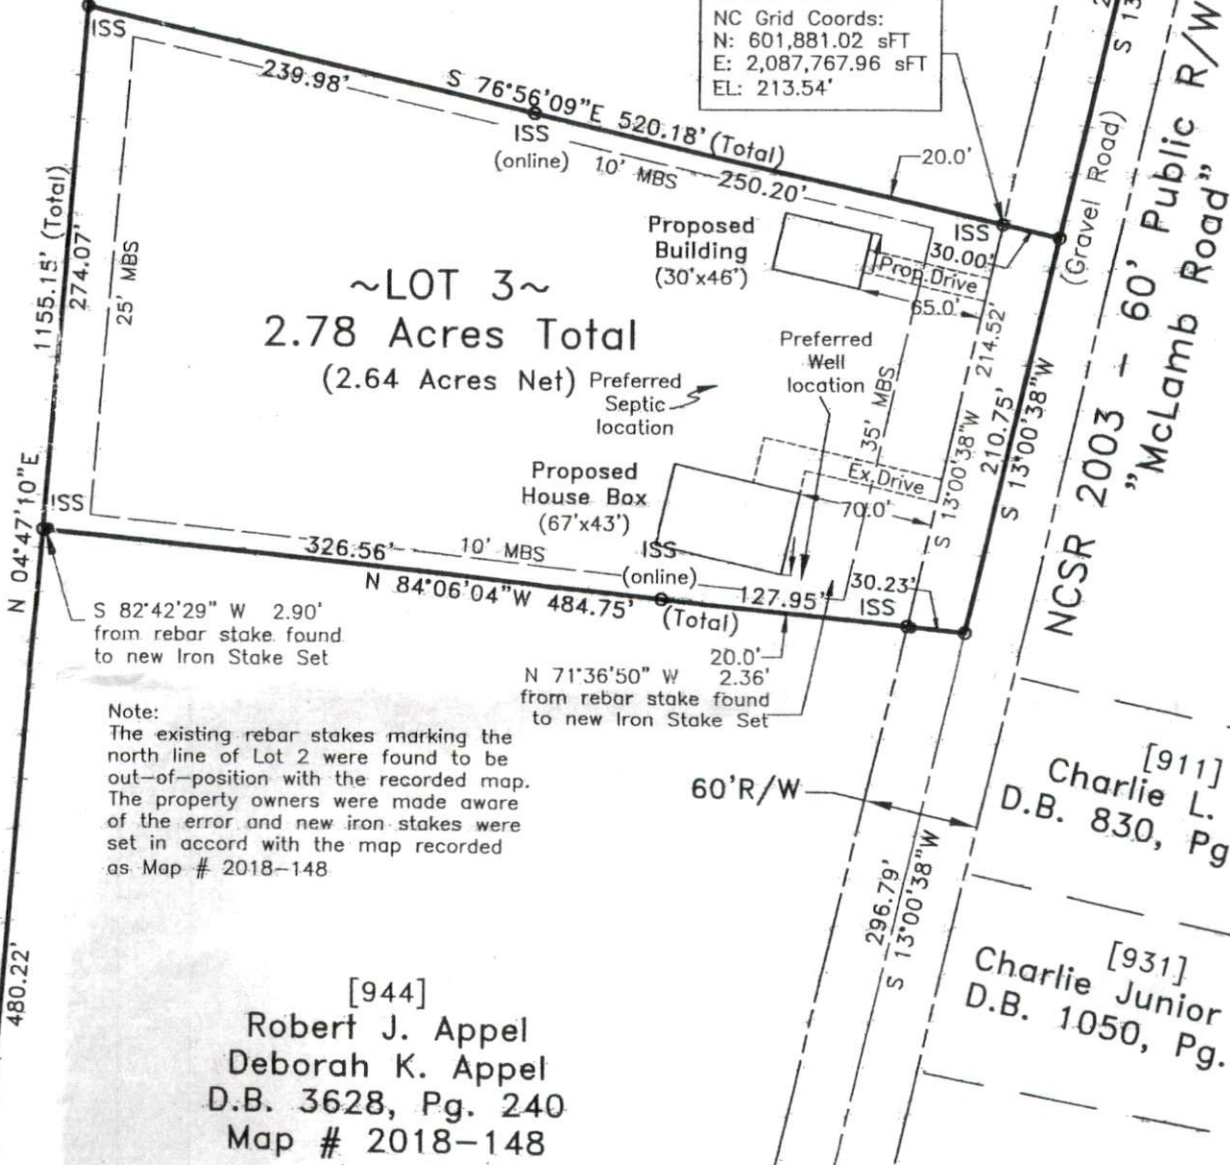 NC Grid Coords:
N: 601,881.02 sFT
E: 2,087,767.96 sFT
EL: 213.54'
ISS
239.98'
S 76°56'09"E 520.18' (Total)
ISS
(online)
10' MBS
250.20'
20.0'
ISS
30.00'
S 13
(Gravel Road)
NCSR 2003 - 60' Public R/W
"McLamb Road"
1155.15' (Total)
274.07'
25' MBS
~LOT 3~
2.78 Acres Total
(2.64 Acres Net)
Proposed
Building
(30'x46')
Prop. Drive
65.0'
Preferred
Well
location
Preferred
Septic
location
35' MBS
S 13°00'38"W 214.52'
210.75'
S 13°00'38"W
Proposed
House Box
(67'x43')
Ex. Drive
70.0'
ISS
N 04°47'10"E
326.56'
10' MBS
ISS
(online)
N 84°06'04"W 484.75' (Total)
127.95'
30.23'
ISS
20.0'
S 82°42'29" W 2.90'
from rebar stake found
to new Iron Stake Set
N 71°36'50" W 2.36'
from rebar stake found
to new Iron Stake Set
Note:
The existing rebar stakes marking the
north line of Lot 2 were found to be
out-of-position with the recorded map.
The property owners were made aware
of the error and new iron stakes were
set in accord with the map recorded
as Map # 2018-148
60'R/W
296.79'
S 13°00'38"W
[911]
Charlie L.
D.B. 830, Pg
[931]
Charlie Junior
D.B. 1050, Pg.
480.22'
[944]
Robert J. Appel
Deborah K. Appel
D.B. 3628, Pg. 240
Map # 2018-148